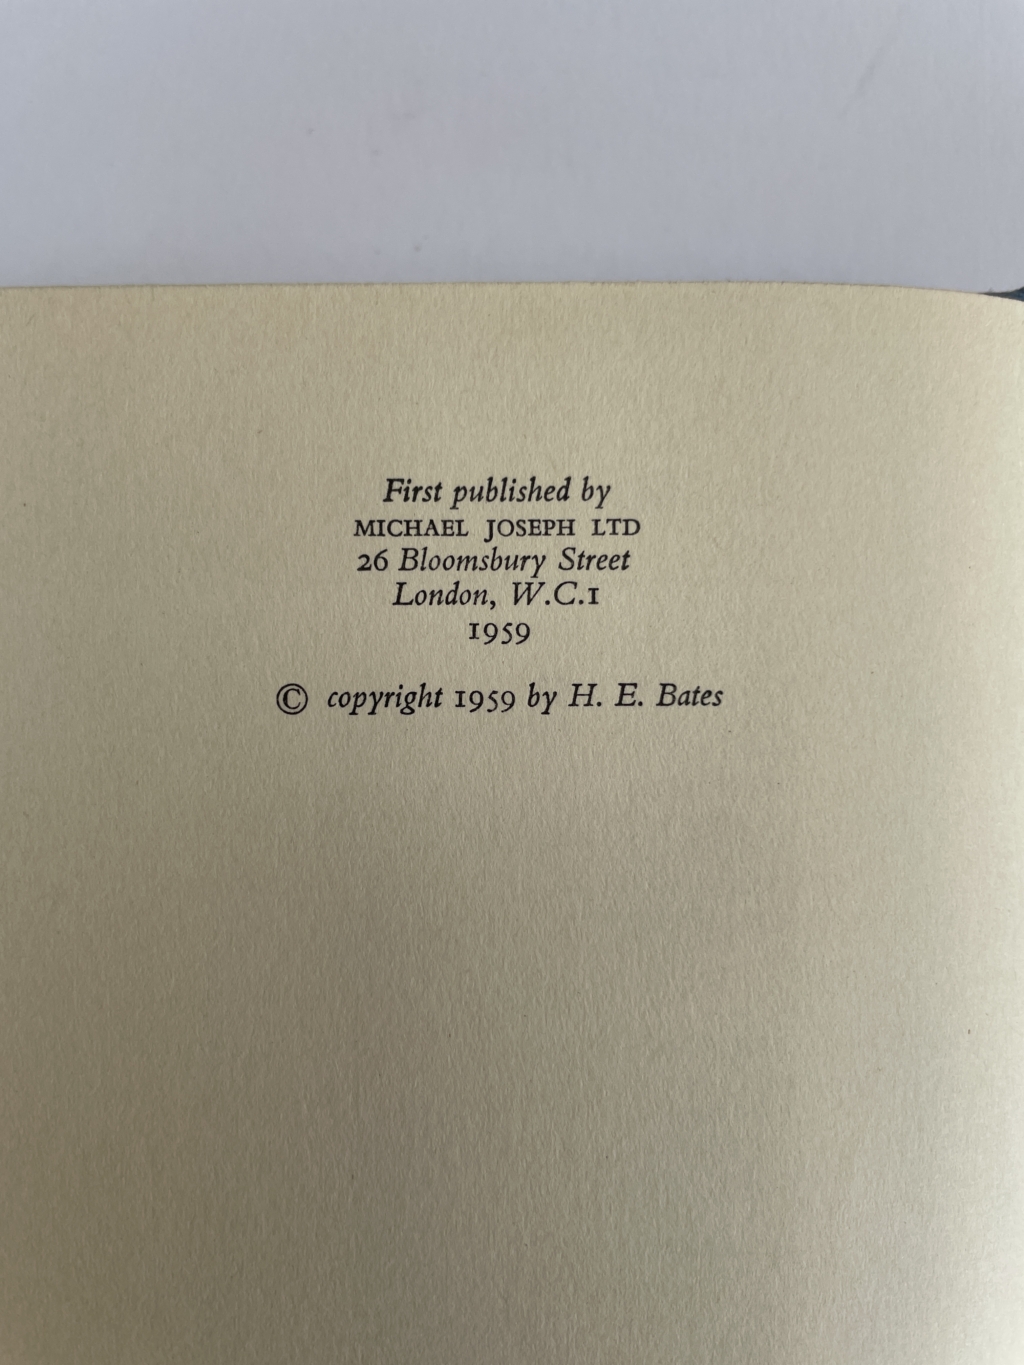 First published by
MICHAEL JOSEPH LTD
26 Bloomsbury Street
London, W.C.1
1959
© copyright 1959 by H. E. Bates